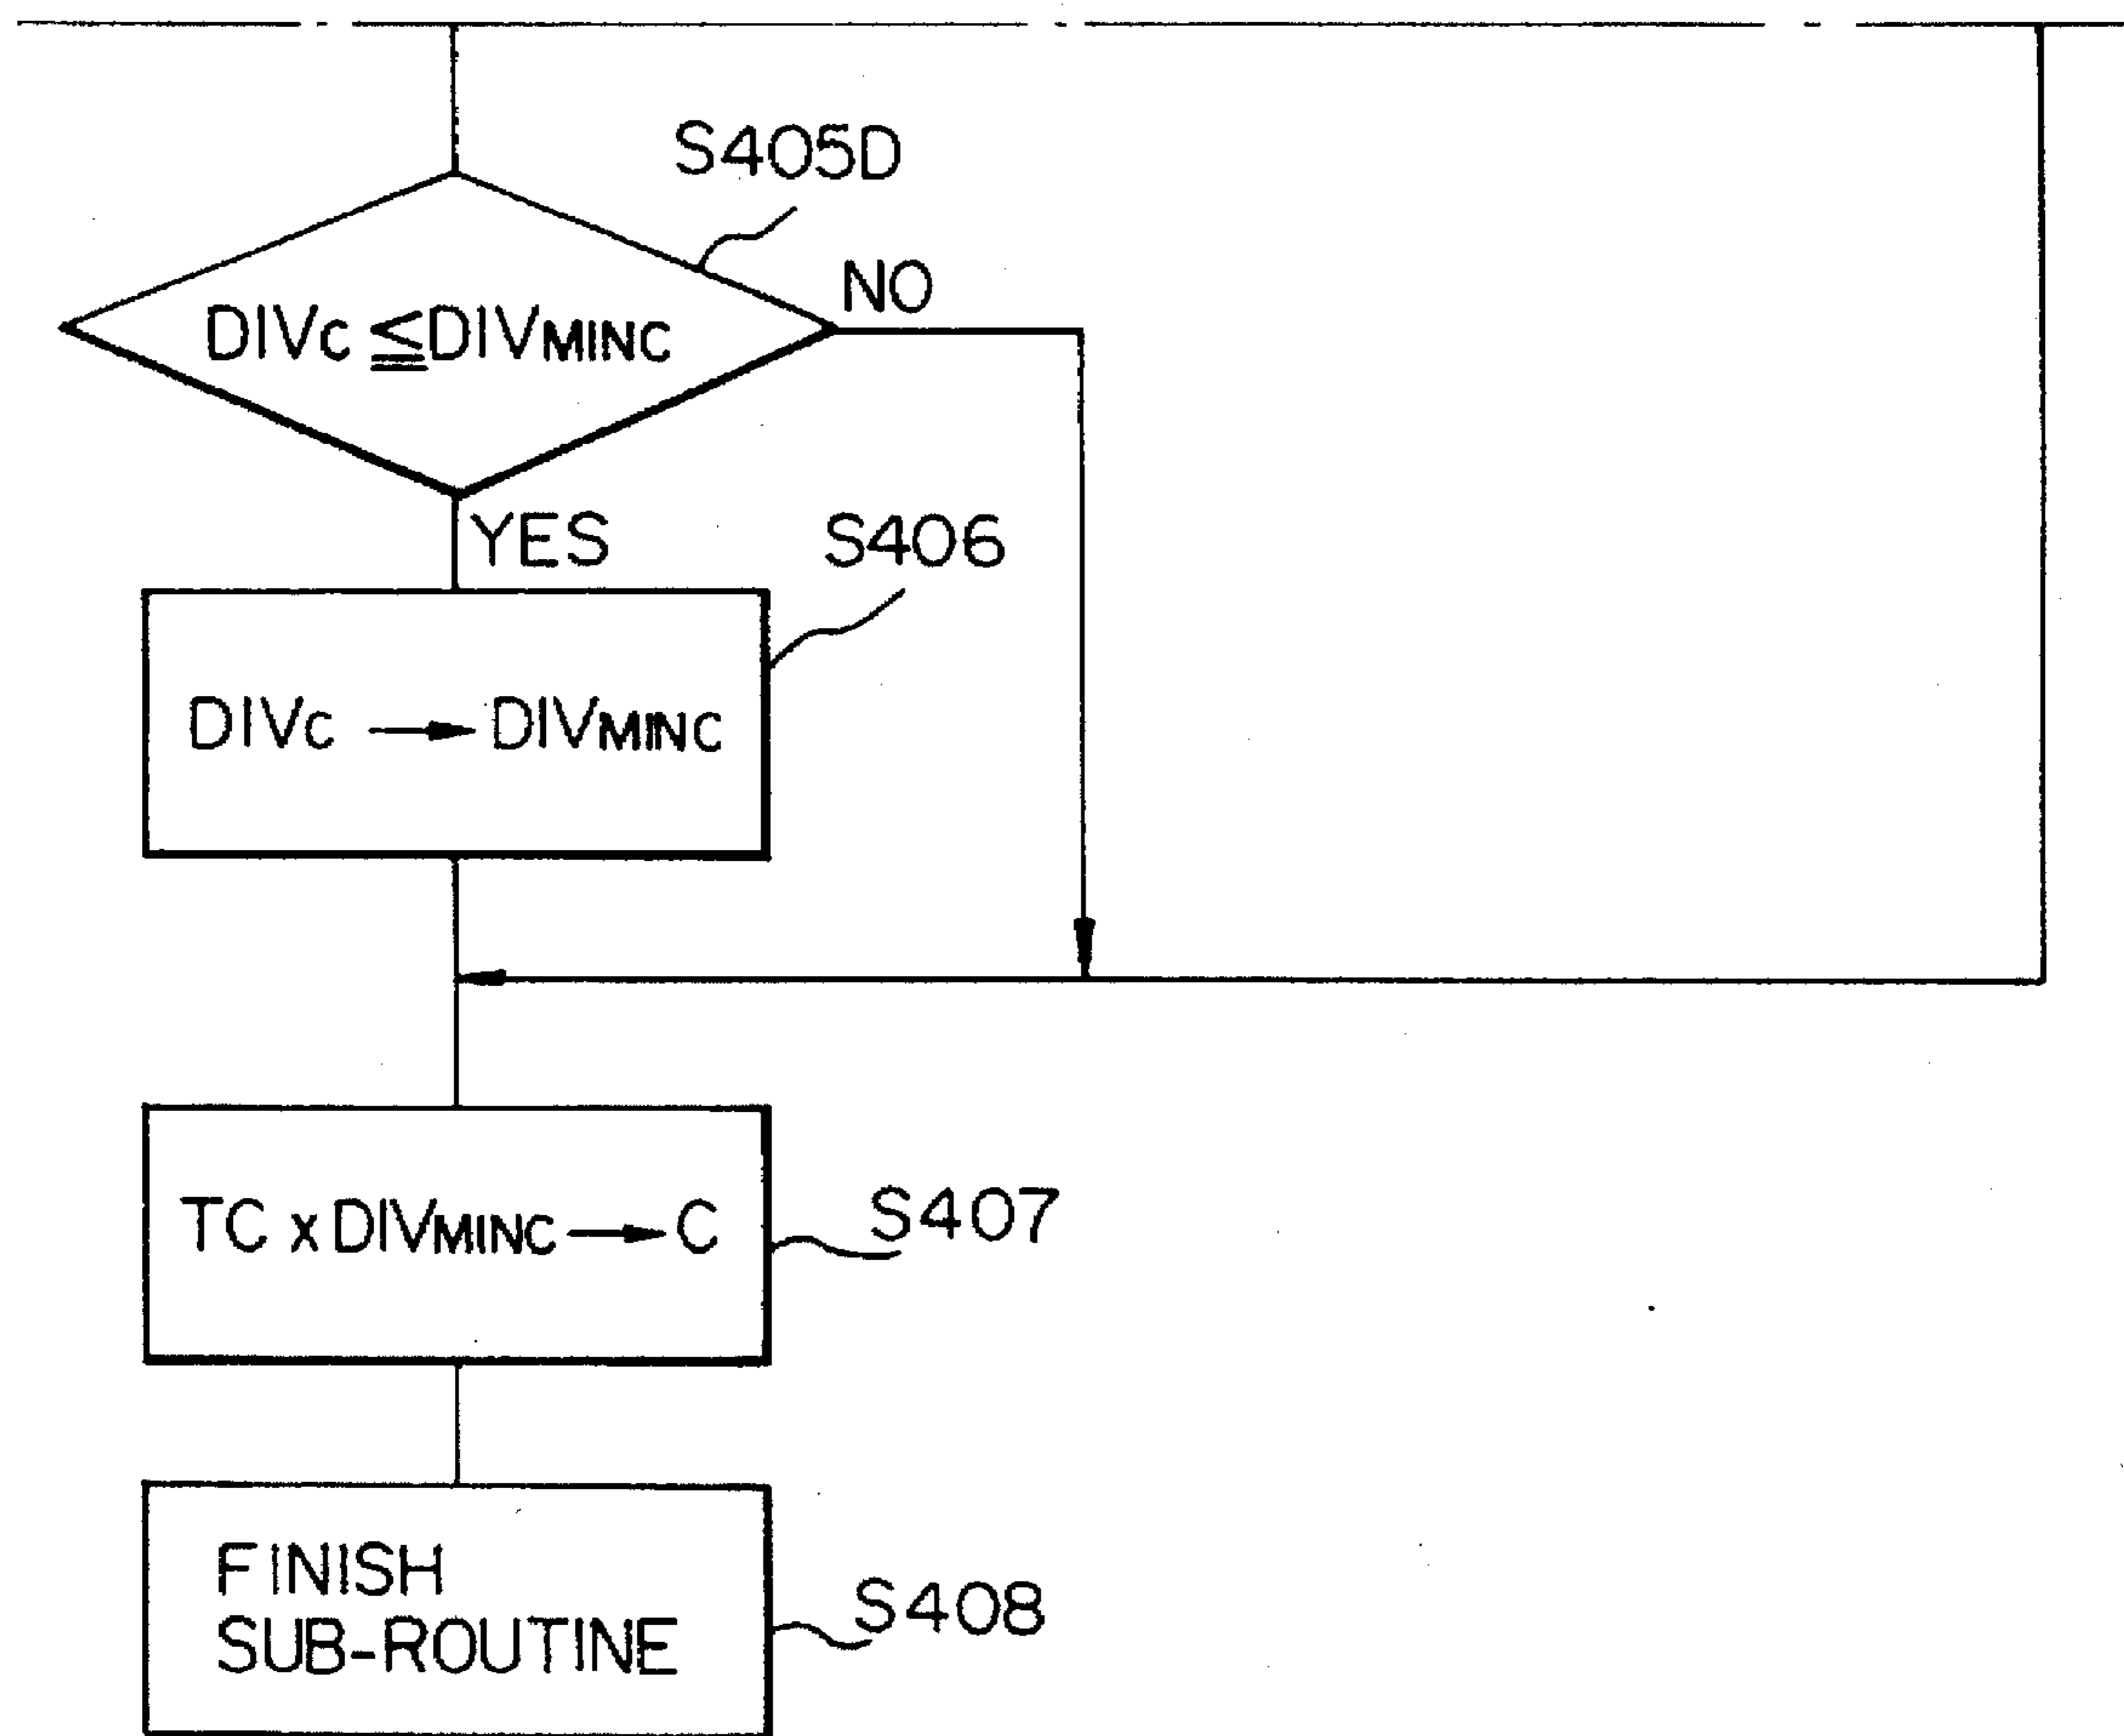 S405D
NO
DIVC ≦ DIVMINC
YES
S406
DIVC → DIVMINC
TC x DIVMINC → C
S407
FINISH
SUB-ROUTINE
S408